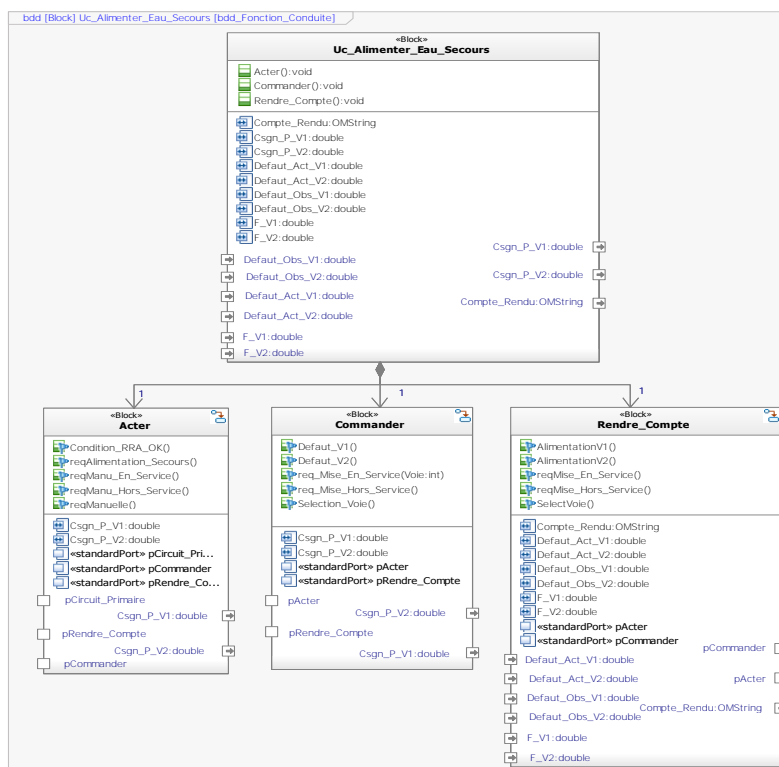 bdd [Block] Uc_Alimenter_Eau_Secours [bdd_Fonction_Conduite]
«Block»
Uc_Alimenter_Eau_Secours
Acter():void
Commander():void
Rendre_Compte():void
Compte_Rendu:OMString
Csgn_P_V1:double
Csgn_P_V2:double
Defaut_Act_V1:double
Defaut_Act_V2:double
Defaut_Obs_V1:double
Defaut_Obs_V2:double
F_V1:double
F_V2:double
Csgn_P_V1:double
Defaut_Obs_V1:double
Csgn_P_V2:double
Defaut_Obs_V2:double
Defaut_Act_V1:double
Compte_Rendu:OMString
Defaut_Act_V2:double
F_V1:double
F_V2:double
1
1
1
«Block»
Acter
Condition_RRA_OK()
reqAlimentation_Secours()
reqManu_En_Service()
reqManu_Hors_Service()
reqManuelle()
Csgn_P_V1:double
Csgn_P_V2:double
«standardPort» pCircuit_Pri...
«standardPort» pCommander
«standardPort» pRendre_Co...
pCircuit_Primaire
Csgn_P_V1:double
pRendre_Compte
Csgn_P_V2:double
pCommander
«Block»
Commander
Defaut_V1()
Defaut_V2()
req_Mise_En_Service(Voie:int)
req_Mise_Hors_Service()
Selection_Voie()
Csgn_P_V1:double
Csgn_P_V2:double
«standardPort» pActer
«standardPort» pRendre_Compte
pActer
Csgn_P_V2:double
pRendre_Compte
Csgn_P_V1:double
«Block»
Rendre_Compte
AlimentationV1()
AlimentationV2()
reqMise_En_Service()
reqMise_Hors_Service()
SelectVoie()
Compte_Rendu:OMString
Defaut_Act_V1:double
Defaut_Act_V2:double
Defaut_Obs_V1:double
Defaut_Obs_V2:double
F_V1:double
F_V2:double
«standardPort» pActer
«standardPort» pCommander
pCommander
Defaut_Act_V1:double
Defaut_Act_V2:double
pActer
Defaut_Obs_V1:double
Compte_Rendu:OMString
Defaut_Obs_V2:double
F_V1:double
F_V2:double